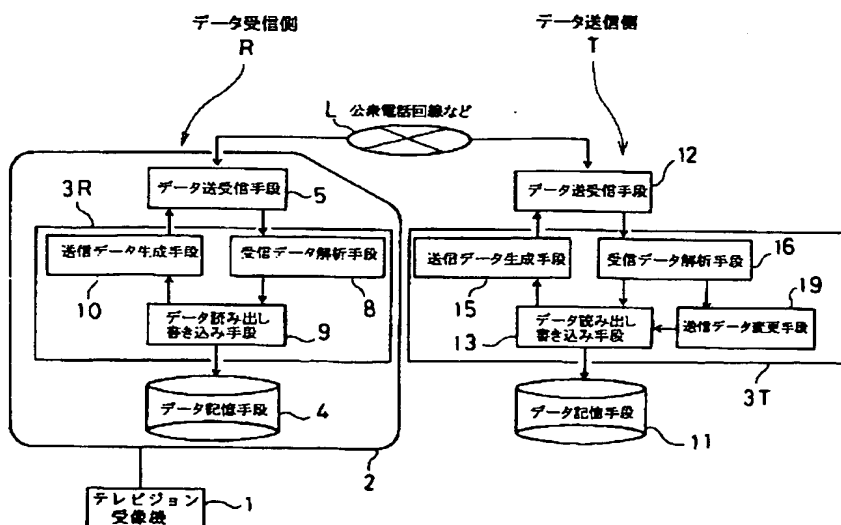 データ受信側
R
データ送信側
T
L 公衆電話回線など
データ送受信手段
5
データ送受信手段
12
3R
送信データ生成手段
10
受信データ解析手段
8
データ読み出し
書き込み手段
9
データ記憶手段
4
2
テレビジョン
受像機
1
送信データ生成手段
15
受信データ解析手段
16
データ読み出し
書き込み手段
13
送信データ変更手段
19
3T
データ記憶手段
11